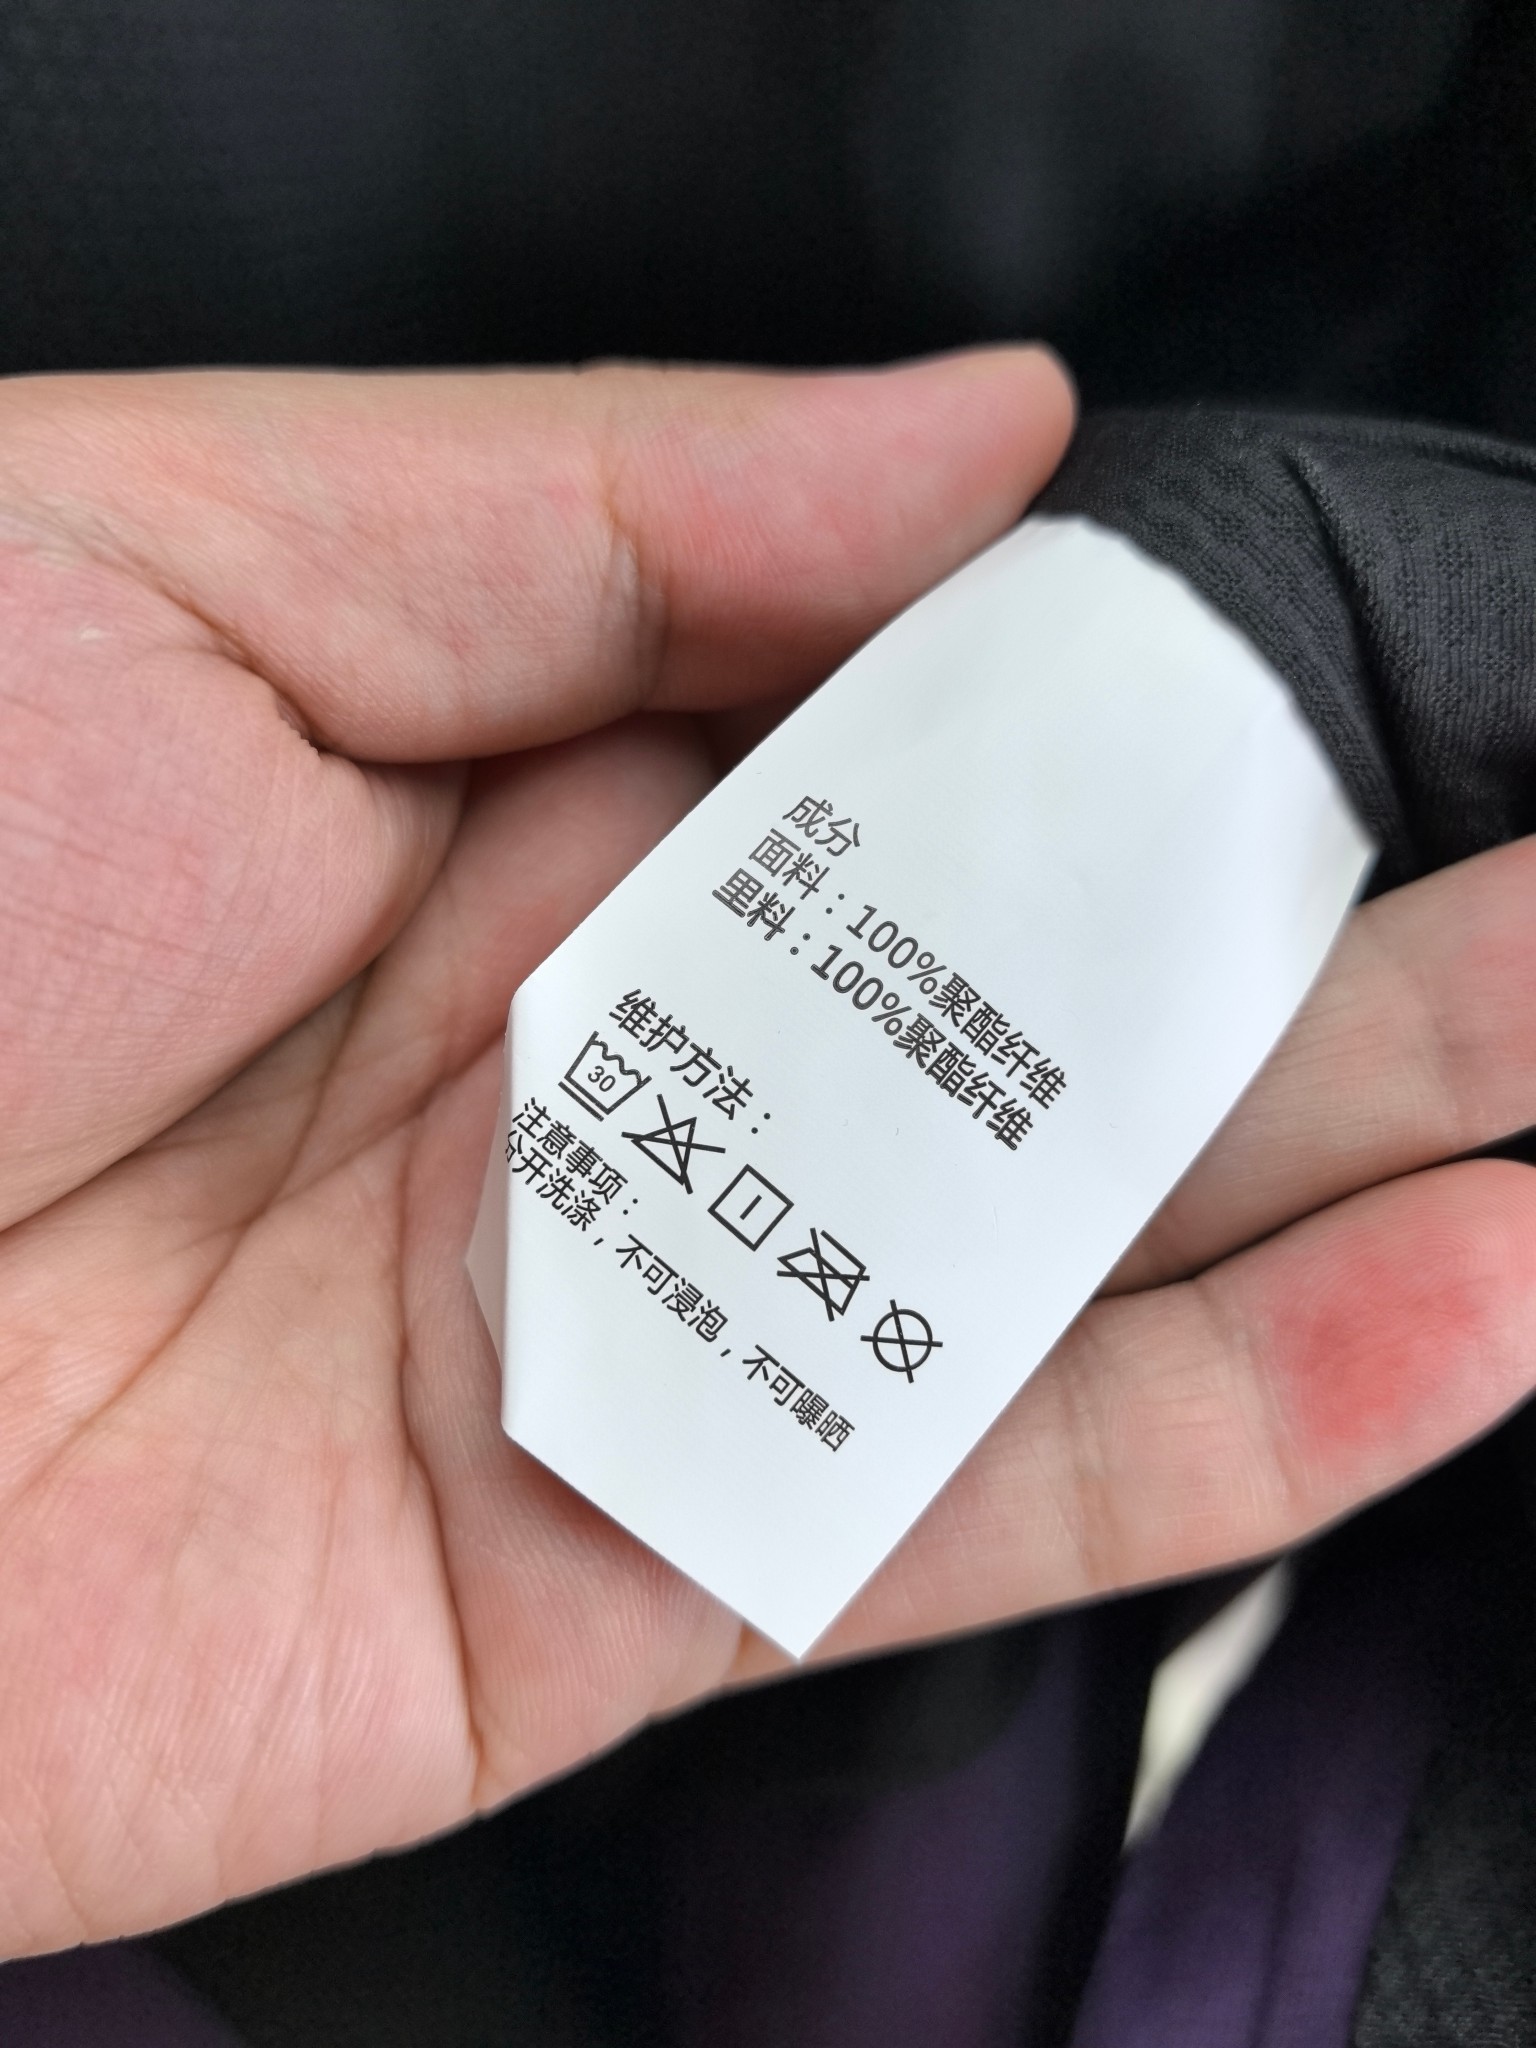 成分
面料：100%聚酯纤维
里料：100%聚酯纤维
维护方法：
30
注意事项：
分开洗涤，不可浸泡，不可曝晒